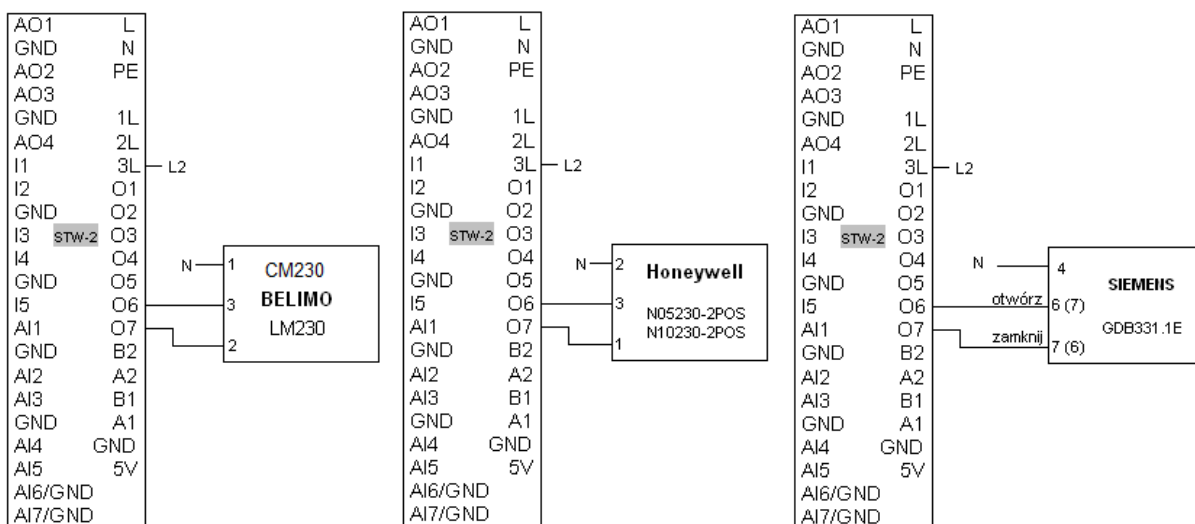 AO1 L
GND N
AO2 PE
AO3
GND 1L
AO4 2L
I1 3L L2
I2 O1
GND O2
I3 STW-2 O3
I4 O4
GND O5
I5 O6
AI1 O7
GND B2
AI2 A2
AI3 B1
GND A1
AI4 GND
AI5 5V
AI6/GND
AI7/GND
N 1 CM230
BELIMO
3
LM230
2
AO1 L
GND N
AO2 PE
AO3
GND 1L
AO4 2L
I1 3L L2
I2 O1
GND O2
I3 STW-2 O3
I4 O4
GND O5
I5 O6
AI1 O7
GND B2
AI2 A2
AI3 B1
GND A1
AI4 GND
AI5 5V
AI6/GND
AI7/GND
N 2 Honeywell
3 N05230-2POS
N10230-2POS
1
AO1 L
GND N
AO2 PE
AO3
GND 1L
AO4 2L
I1 3L L2
I2 O1
GND O2
I3 STW-2 O3
I4 O4
GND O5
I5 O6
AI1 O7
GND B2
AI2 A2
AI3 B1
GND A1
AI4 GND
AI5 5V
AI6/GND
AI7/GND
N 4
SIEMENS
otwórz 6 (7)
GDB331.1E
zamknij 7 (6)